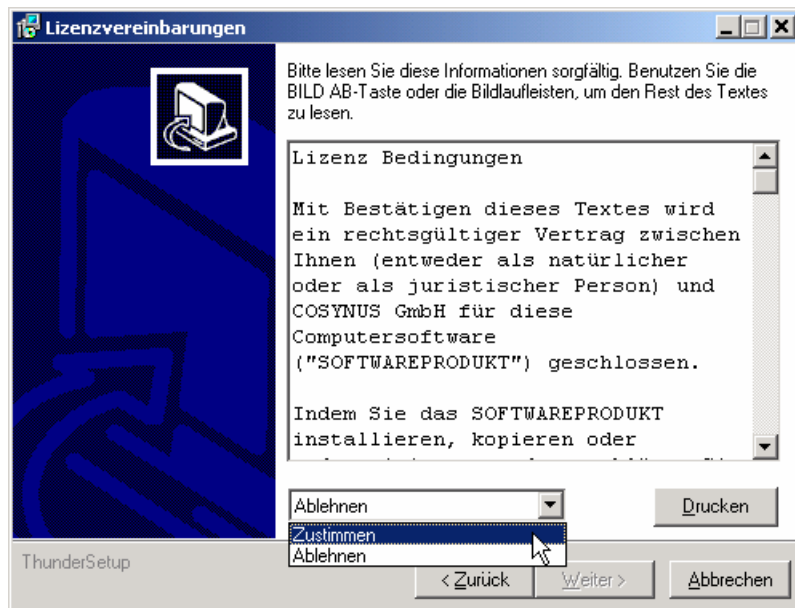 Lizenzvereinbarungen
Bitte lesen Sie diese Informationen sorgfältig. Benutzen Sie die
BILD AB-Taste oder die Bildlaufleisten, um den Rest des Textes
zu lesen.
Lizenz Bedingungen
Mit Bestätigen dieses Textes wird
ein rechtsgültiger Vertrag zwischen
Ihnen (entweder als natürlicher
oder als juristischer Person) und
COSYNUS GmbH für diese
Computersoftware
("SOFTWAREPRODUKT") geschlossen.
Indem Sie das SOFTWAREPRODUKT
installieren, kopieren oder
Ablehnen
Drucken
Zustimmen
Ablehnen
ThunderSetup
< Zurück
Weiter >
Abbrechen